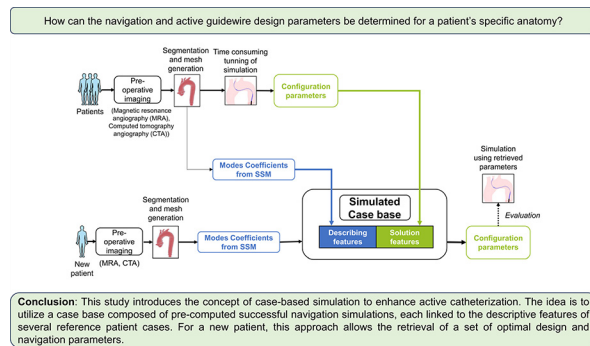 How can the navigation and active guidewire design parameters be determined for a patient's specific anatomy?
Segmentation
and mesh
generation
Time consuming
tunning of
simulation
Pre-
operative
imaging
Configuration
parameters
Patients
(Magnetic resonance
angiography (MRA),
Computed tomography
angiography (CTA))
Modes Coefficients
from SSM
Simulation
using retrieved
parameters
Segmentation
and mesh
generation
Simulated
Case base
Evaluation
Pre-
operative
imaging
Modes Coefficients
from SSM
Describing
features
Solution
features
Configuration
parameters
New
patient
(MRA, CTA)
Conclusion: This study introduces the concept of case-based simulation to enhance active catheterization. The idea is to
utilize a case base composed of pre-computed successful navigation simulations, each linked to the descriptive features of
several reference patient cases. For a new patient, this approach allows the retrieval of a set of optimal design and
navigation parameters.